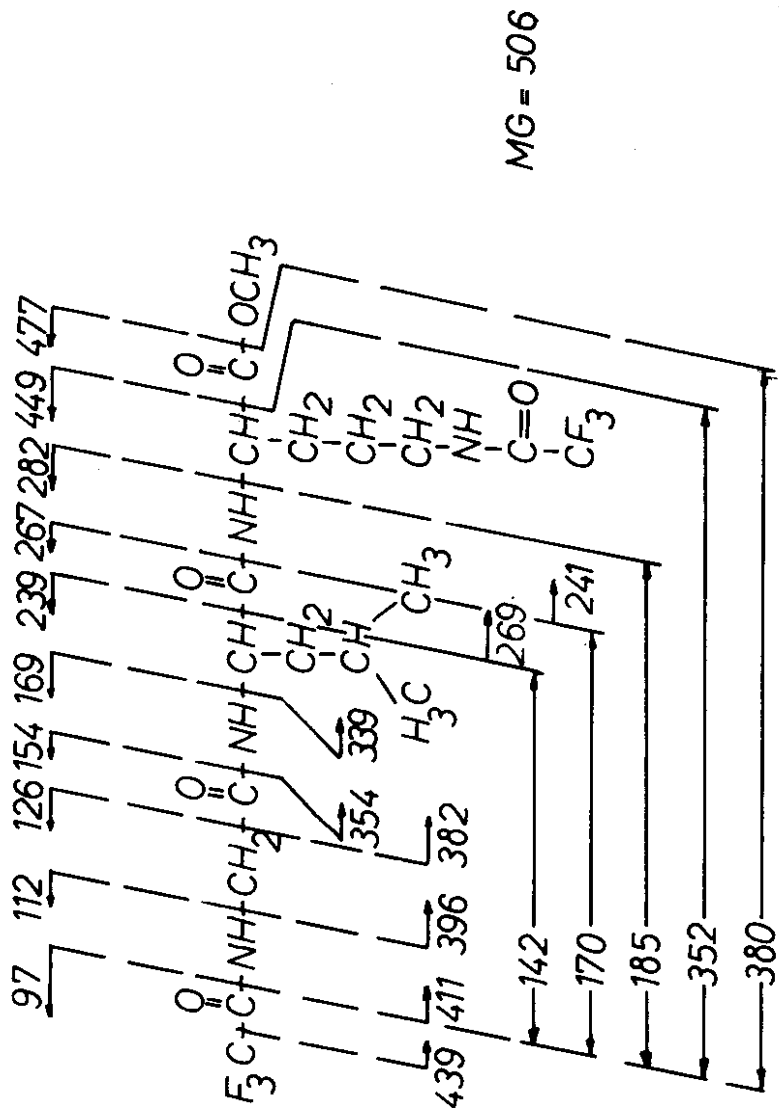 97 112 126 154 169 239 267 282 449 477
O O O O
F3C-C-NH-CH2-C-NH-CH-C-NH-CH-C-OCH3
CH2 CH2
CH CH2
H3C CH3 CH2
NH
C=O
CF3
354 339
439 411 396 382
269
241
142
170
185
352
380
MG = 506